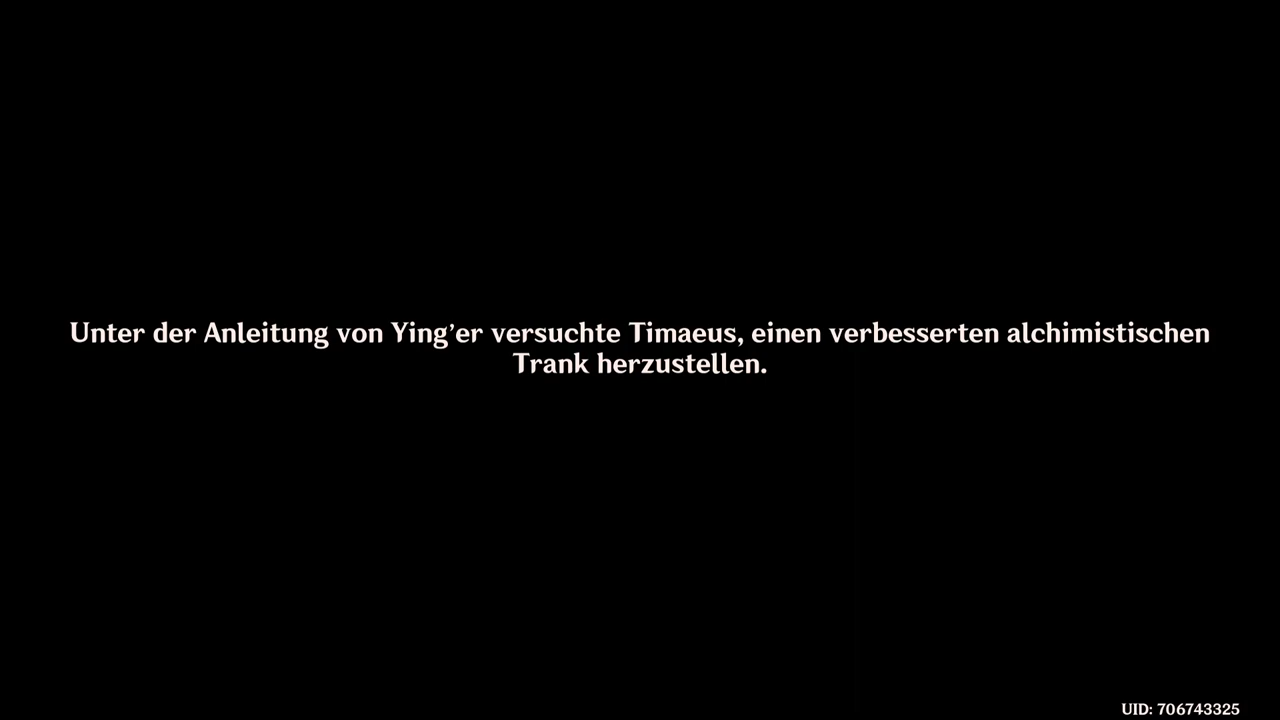 Unter der Anleitung von Ying’er versuchte Timaeus, einen verbesserten alchimistischen
Trank herzustellen.
UID: 706743325